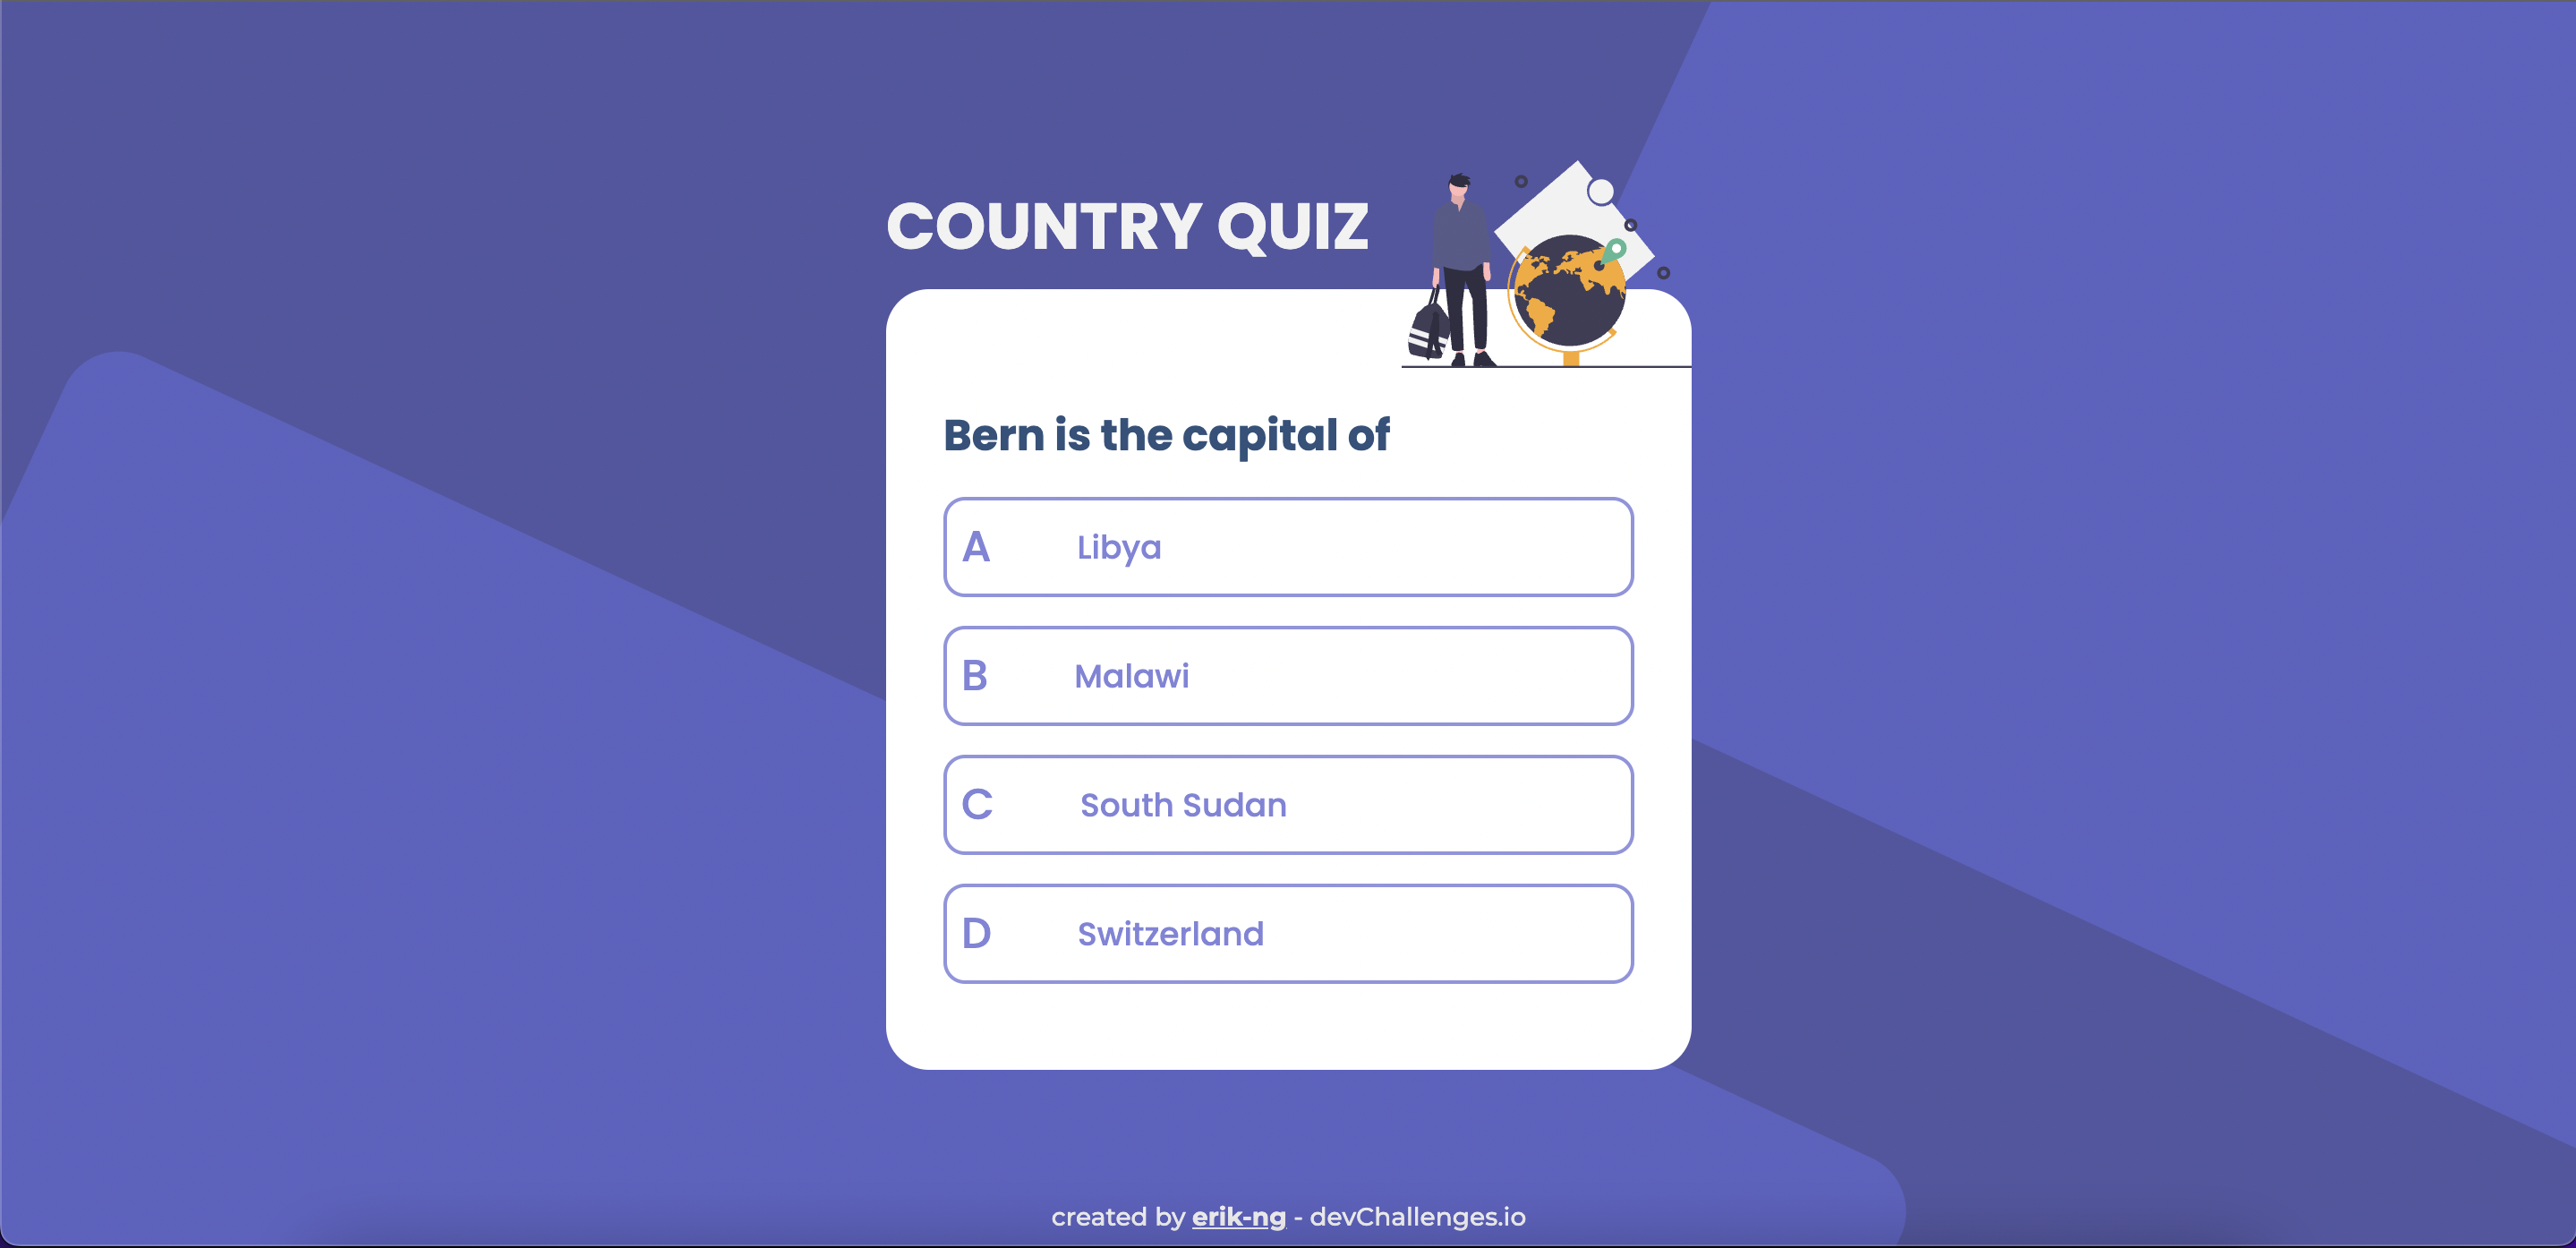 COUNTRY QUIZ
Bern is the capital of
A Libya
B Malawi
C South Sudan
D Switzerland
created by erik-ng - devChallenges.io